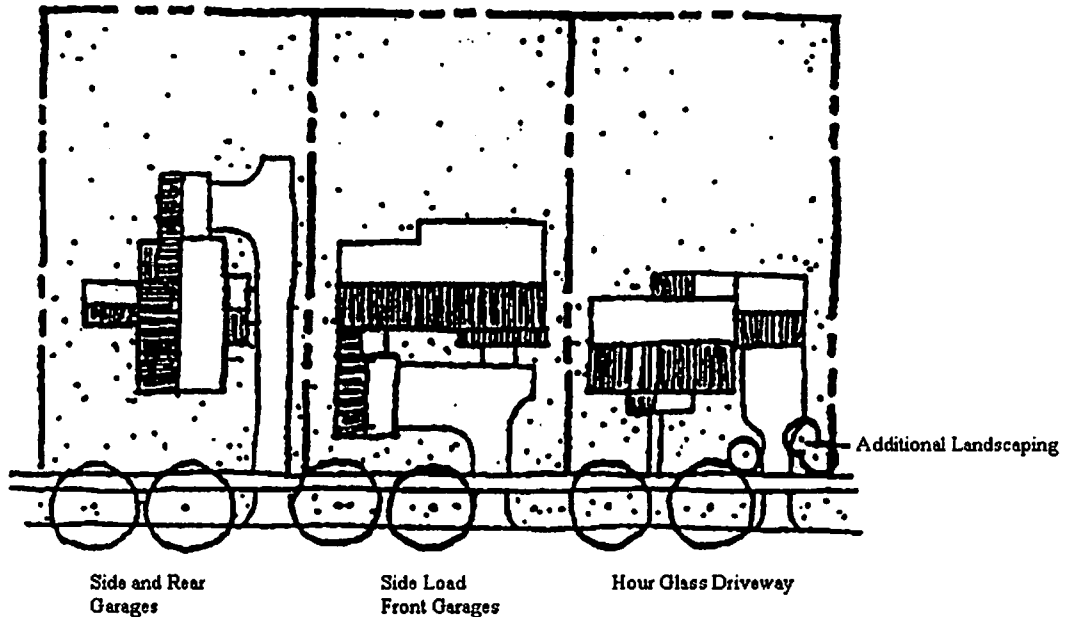 Additional Landscaping
Side and Rear
Garages
Side Load
Front Garages
Hour Glass Driveway